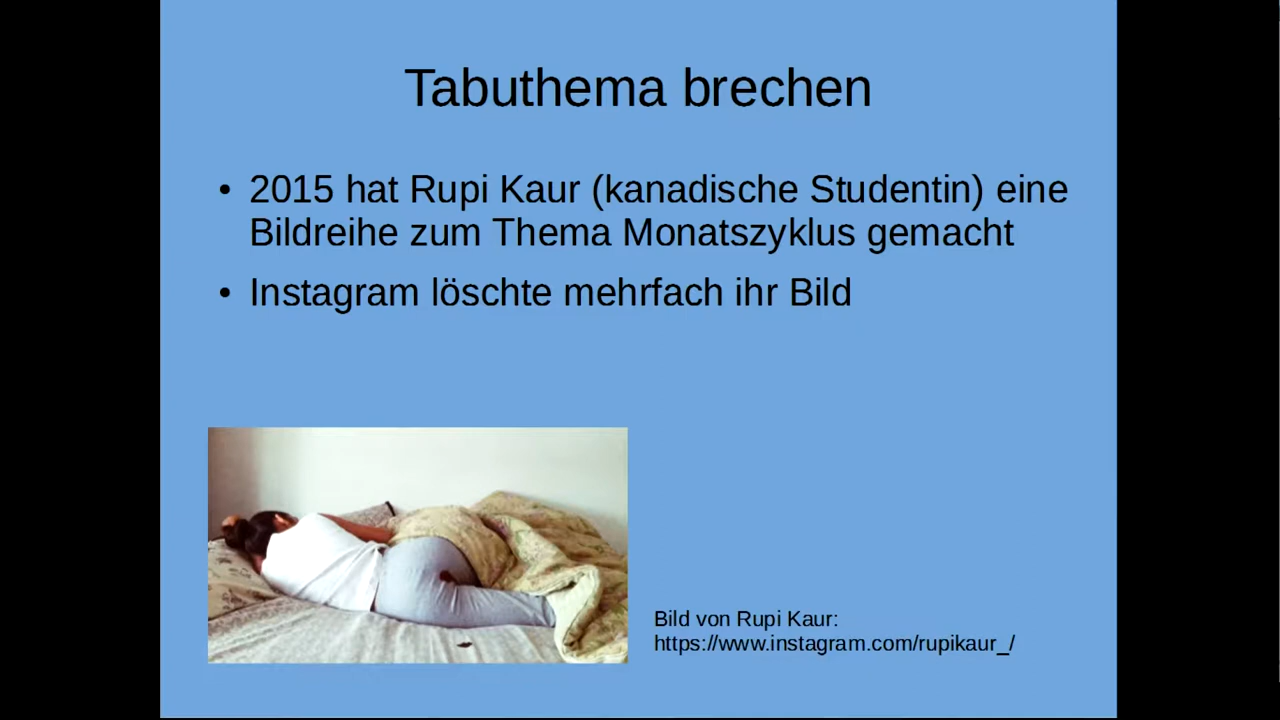 Tabuthema brechen
• 2015 hat Rupi Kaur (kanadische Studentin) eine
Bildreihe zum Thema Monatszyklus gemacht
• Instagram löschte mehrfach ihr Bild
Bild von Rupi Kaur:
https://www.instagram.com/rupikaur_/